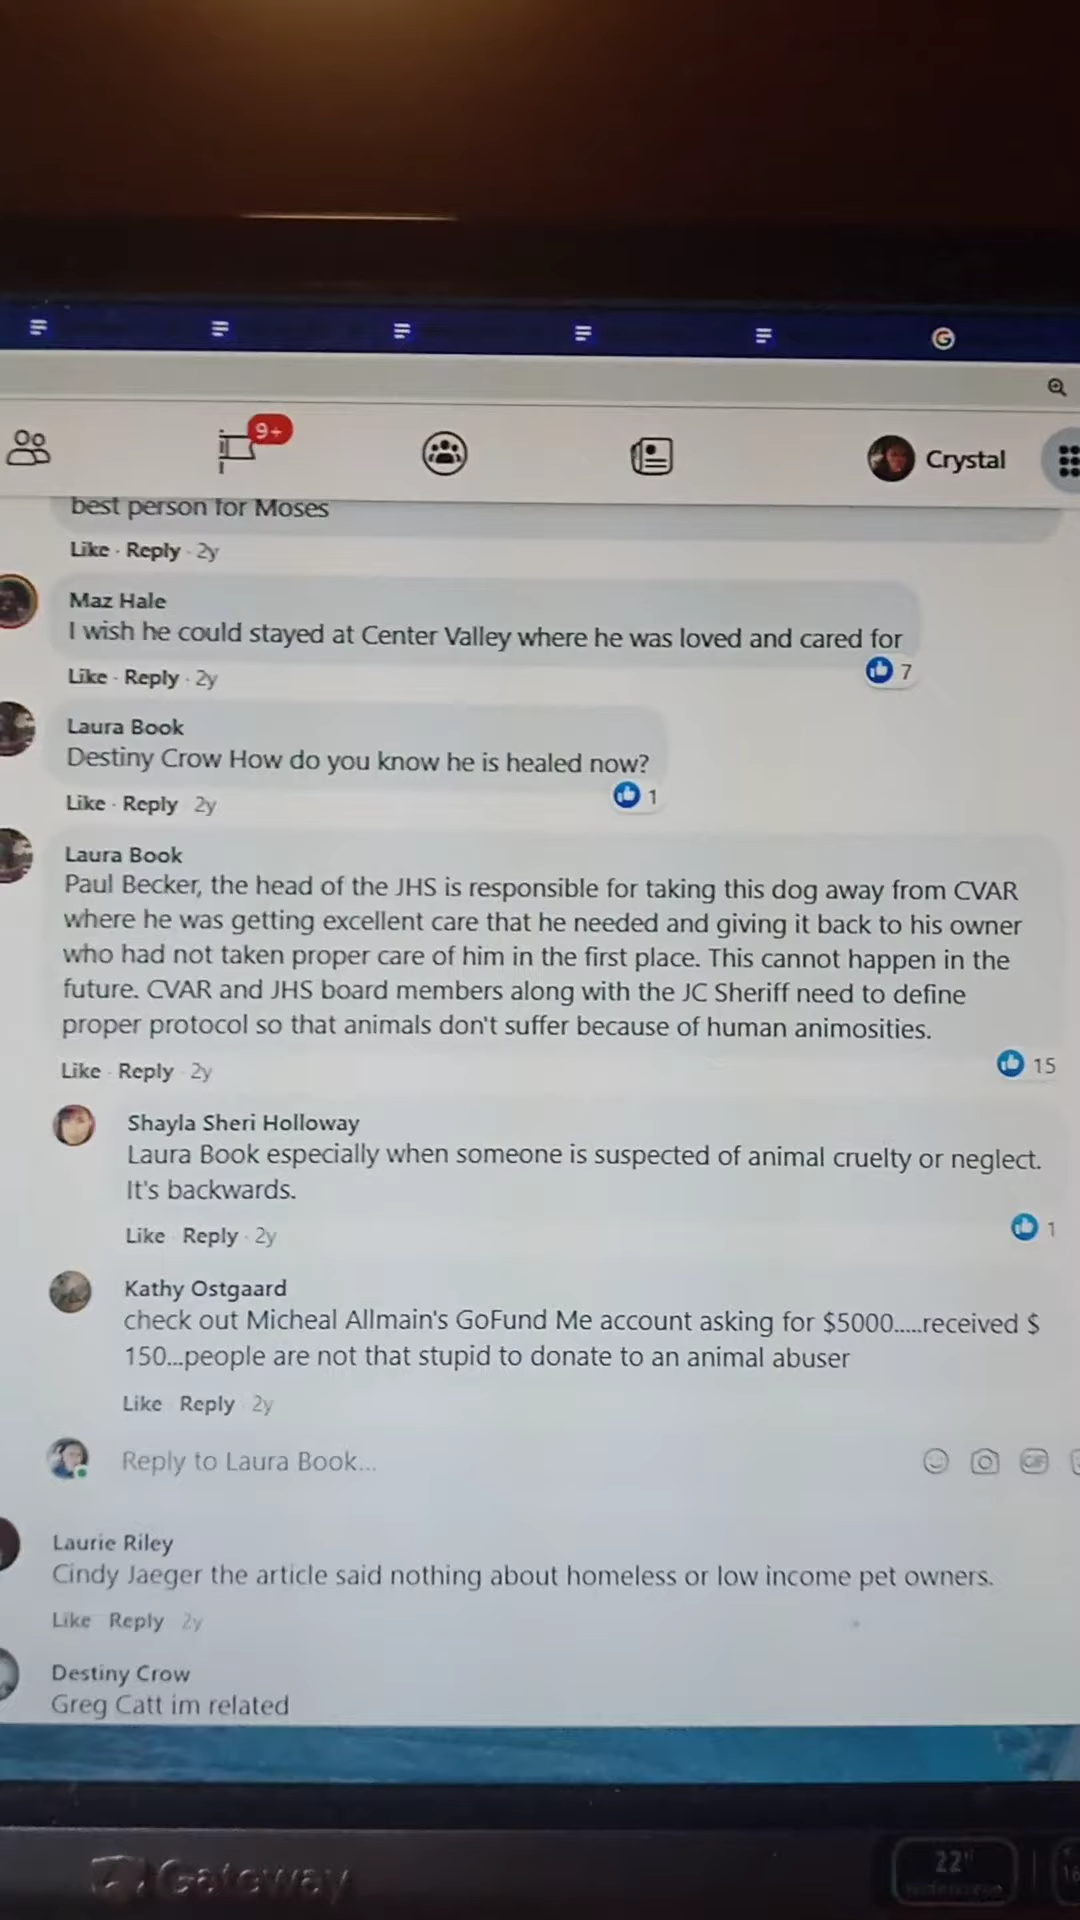 9+
Crystal
best person for Moses
Like · Reply · 2y
Maz Hale
I wish he could stayed at Center Valley where he was loved and cared for
7
Like · Reply · 2y
Laura Book
Destiny Crow How do you know he is healed now?
1
Like · Reply 2y
Laura Book
Paul Becker, the head of the JHS is responsible for taking this dog away from CVAR
where he was getting excellent care that he needed and giving it back to his owner
who had not taken proper care of him in the first place. This cannot happen in the
future. CVAR and JHS board members along with the JC Sheriff need to define
proper protocol so that animals don't suffer because of human animosities.
15
Like · Reply 2y
Shayla Sheri Holloway
Laura Book especially when someone is suspected of animal cruelty or neglect.
It's backwards.
1
Like Reply · 2y
Kathy Ostgaard
check out Micheal Allmain's GoFund Me account asking for $5000.....received $
150...people are not that stupid to donate to an animal abuser
Like Reply 2y
Reply to Laura Book...
GIF
Laurie Riley
Cindy Jaeger the article said nothing about homeless or low income pet owners.
Like Reply 2y
Destiny Crow
Greg Catt im related
Gateway
22"
widescreen